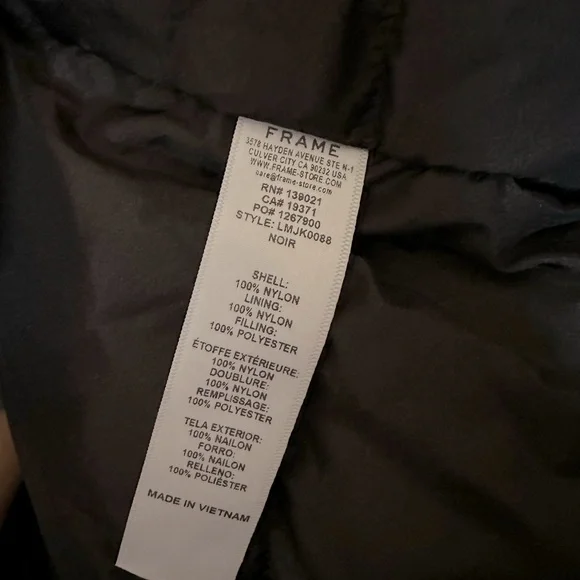 FRAME
3578 HAYDEN AVENUE STE N-1
CULVER CITY CA 90232 USA
WWW.FRAME-STORE.COM
care@frame-store.com
RN# 139021
CA# 19371
PO# 1267900
STYLE: LMJK0088
NOIR
SHELL:
100% NYLON
LINING:
100% NYLON
FILLING:
100% POLYESTER
ÉTOFFE EXTÉRIEURE:
100% NYLON
DOUBLURE:
100% NYLON
REMPLISSAGE:
100% POLYESTER
TELA EXTERIOR:
100% NAILON
FORRO:
100% NAILON
RELLENO:
100% POLIÉSTER
MADE IN VIETNAM